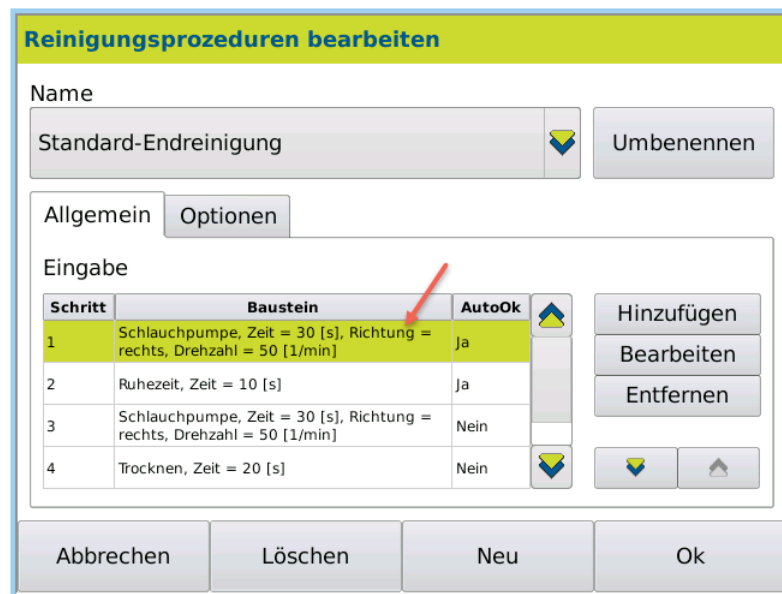 Reinigungsprozeduren bearbeiten
Name
Standard-Endreinigung
Umbenennen
Allgemein
Optionen
Eingabe
Schritt Baustein AutoOk
1 Schlauchpumpe, Zeit = 30 [s], Richtung =
rechts, Drehzahl = 50 [1/min] Ja
2 Ruhezeit, Zeit = 10 [s] Ja
3 Schlauchpumpe, Zeit = 30 [s], Richtung =
rechts, Drehzahl = 50 [1/min] Nein
4 Trocknen, Zeit = 20 [s] Nein
Hinzufügen
Bearbeiten
Entfernen
Abbrechen
Löschen
Neu
Ok